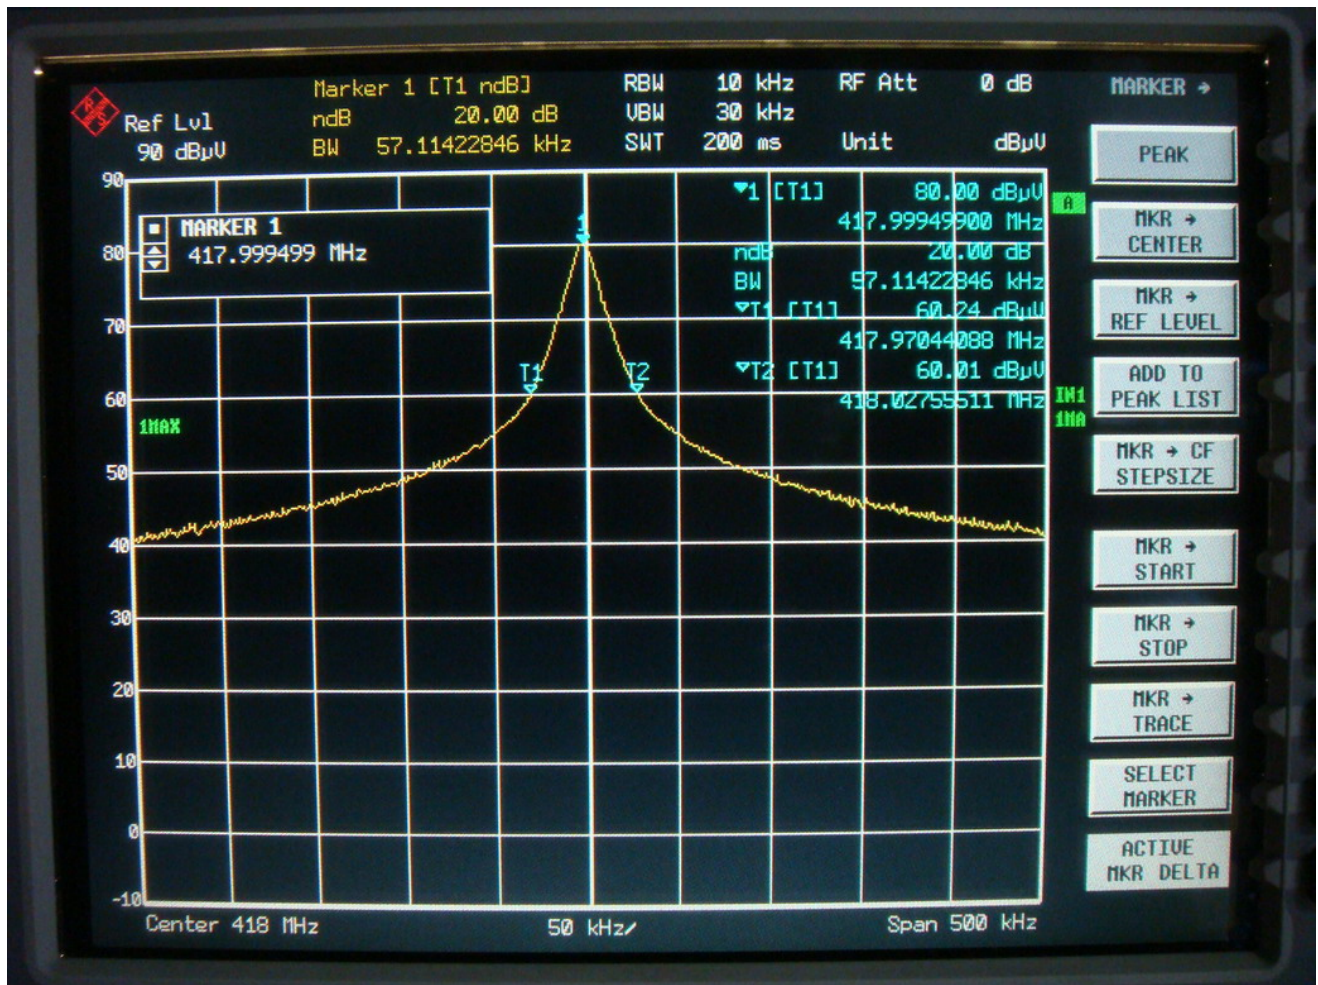 Marker 1 [T1 ndB]
RBW 10 kHz RF Att 0 dB
Ref Lvl
ndB 20.00 dB
VBW 30 kHz
90 dBµV
BW 57.11422846 kHz
SWT 200 ms Unit dBµV
MARKER →
PEAK
MKR →
CENTER
MKR →
REF LEVEL
ADD TO
PEAK LIST
MKR → CF
STEPSIZE
MKR →
START
MKR →
STOP
MKR →
TRACE
SELECT
MARKER
ACTIVE
MKR DELTA
MARKER 1
417.999499 MHz
1
T1
T2
▼1 [T1] 80.00 dBµV
417.99949900 MHz
ndB 20.00 dB
BW 57.11422846 kHz
▽T1 [T1] 60.24 dBµV
417.97044088 MHz
▽T2 [T1] 60.01 dBµV
418.02755511 MHz
A
IN1
1MA
1MAX
90
80
70
60
50
40
30
20
10
0
-10
Center 418 MHz 50 kHz/ Span 500 kHz